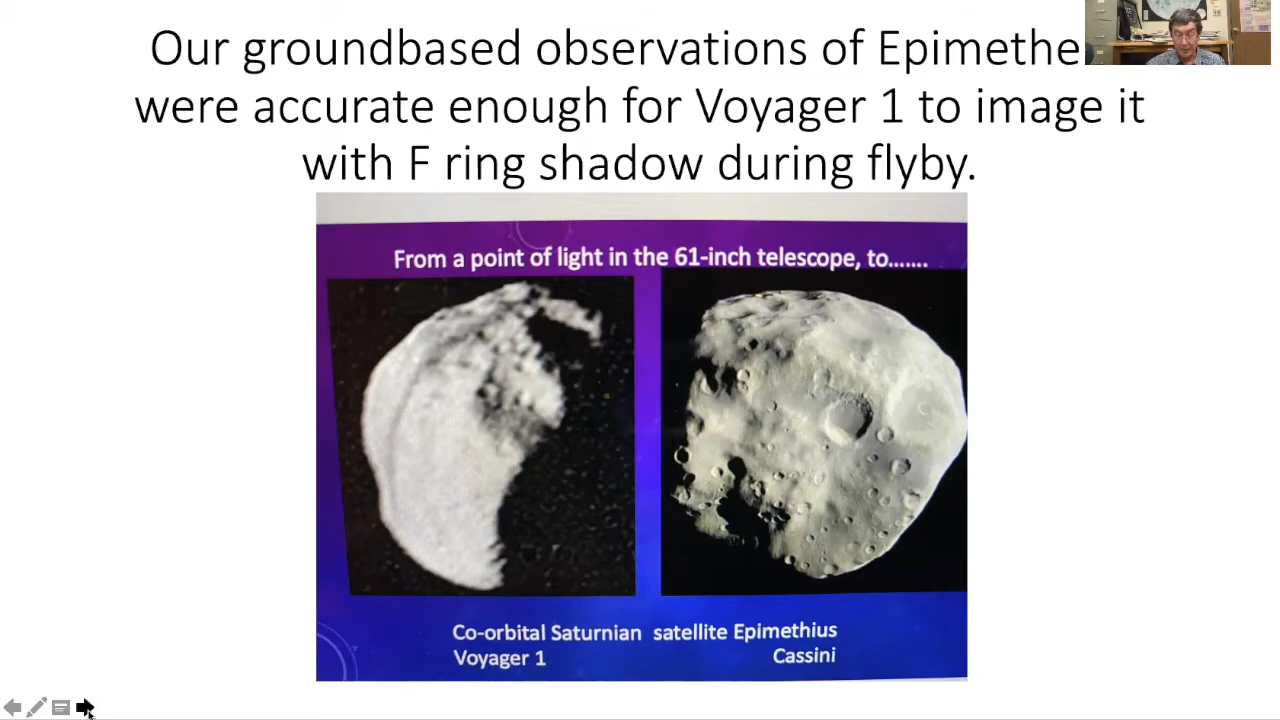 Our groundbased observations of Epimethe
were accurate enough for Voyager 1 to image it
with F ring shadow during flyby.
From a point of light in the 61-inch telescope, to.......
Co-orbital Saturnian satellite Epimethius
Voyager 1 Cassini